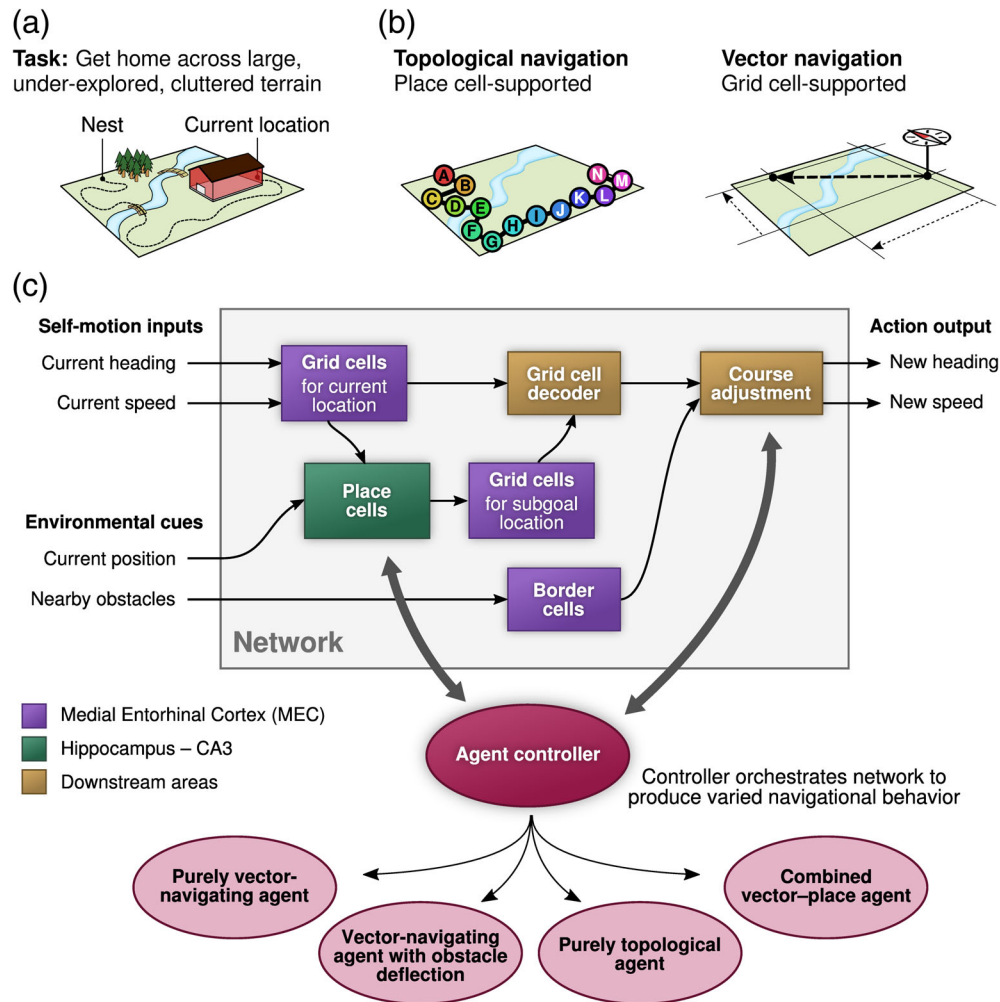 (a)
Task: Get home across large,
under-explored, cluttered terrain
Nest
Current location
(b)
Topological navigation
Place cell-supported
A
B
C
D
E
F
G
H
I
J
K
L
M
N
Vector navigation
Grid cell-supported
(c)
Self-motion inputs
Current heading
Current speed
Environmental cues
Current position
Nearby obstacles
Grid cells
for current
location
Grid cell
decoder
Course
adjustment
Action output
New heading
New speed
Place
cells
Grid cells
for subgoal
location
Border
cells
Network
Medial Entorhinal Cortex (MEC)
Hippocampus – CA3
Downstream areas
Agent controller
Controller orchestrates network to
produce varied navigational behavior
Purely vector-
navigating agent
Vector-navigating
agent with obstacle
deflection
Purely topological
agent
Combined
vector–place agent